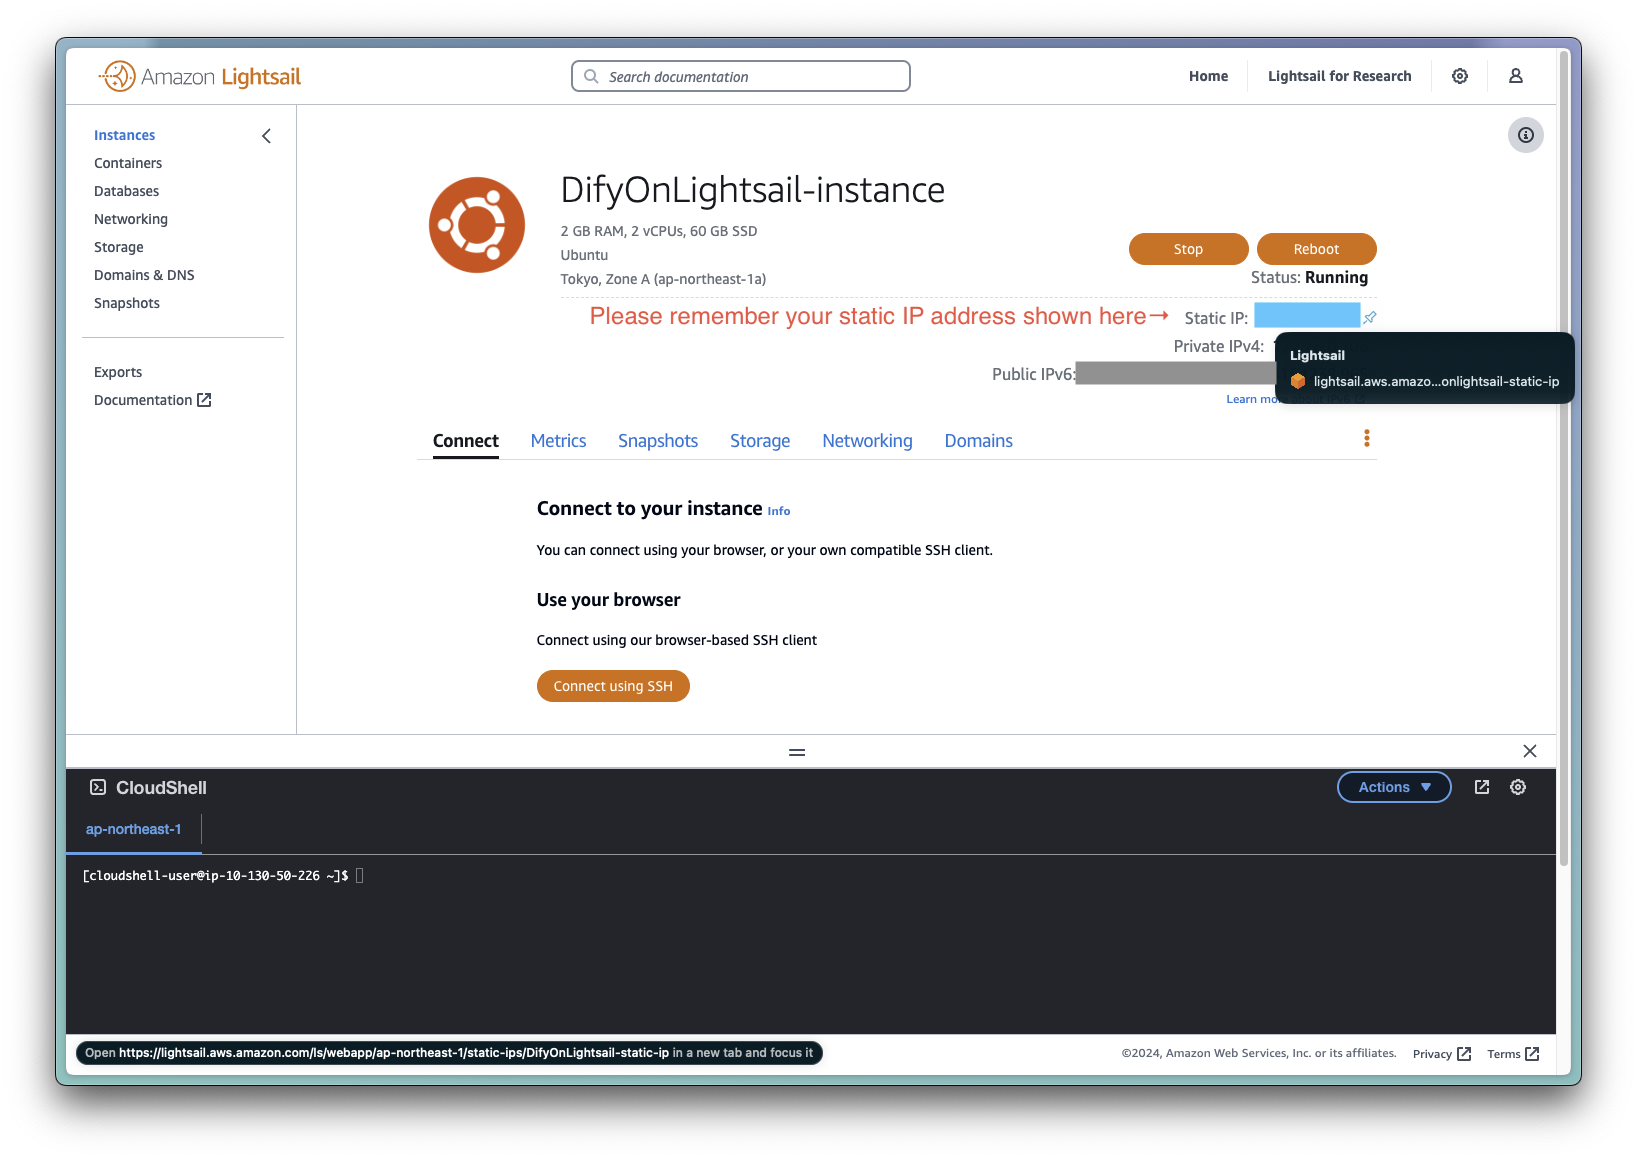 Amazon Lightsail
Search documentation
Home
Lightsail for Research
Instances
Containers
Databases
Networking
Storage
Domains & DNS
Snapshots
Exports
Documentation
DifyOnLightsail-instance
2 GB RAM, 2 vCPUs, 60 GB SSD
Ubuntu
Tokyo, Zone A (ap-northeast-1a)
Stop
Reboot
Status: Running
Please remember your static IP address shown here→
Static IP:
Private IPv4:
Public IPv6:
Lightsail
lightsail.aws.amazo...onlightsail-static-ip
Learn more about IPv6
Connect
Metrics
Snapshots
Storage
Networking
Domains
Connect to your instance Info
You can connect using your browser, or your own compatible SSH client.
Use your browser
Connect using our browser-based SSH client
Connect using SSH
CloudShell
Actions
ap-northeast-1
[cloudshell-user@ip-10-130-50-226 ~]$
Open https://lightsail.aws.amazon.com/ls/webapp/ap-northeast-1/static-ips/DifyOnLightsail-static-ip in a new tab and focus it
©2024, Amazon Web Services, Inc. or its affiliates.
Privacy
Terms